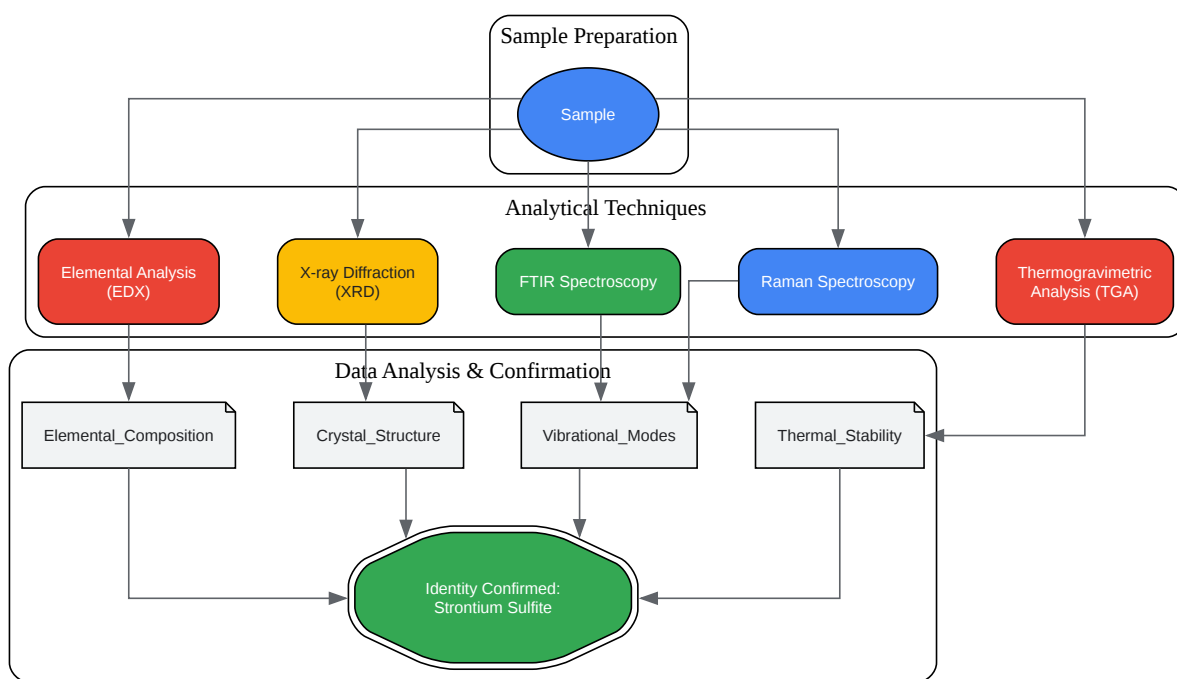 Sample Preparation
Sample
Analytical Techniques
Elemental Analysis
(EDX)
X-ray Diffraction
(XRD)
FTIR Spectroscopy
Raman Spectroscopy
Thermogravimetric
Analysis (TGA)
Data Analysis & Confirmation
Elemental_Composition
Crystal_Structure
Vibrational_Modes
Thermal_Stability
Identity Confirmed:
Strontium Sulfite